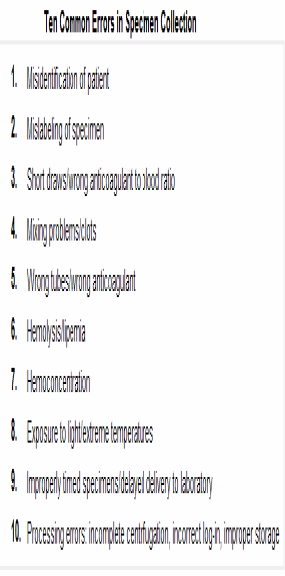 Ten Common Errors in Specimen Collection
1. Misidentification of patient
2. Mislabeling of specimen
3. Short draws/wrong anticoagulant to blood ratio
4. Mixing problems/clots
5. Wrong tubes/wrong anticoagulant
6. Hemolysis/lipemia
7. Hemoconcentration
8. Exposure to light/extreme temperatures
9. Improperly timed specimens/delayed delivery to laboratory
10. Processing errors: incomplete centrifugation, incorrect log-in, improper storage